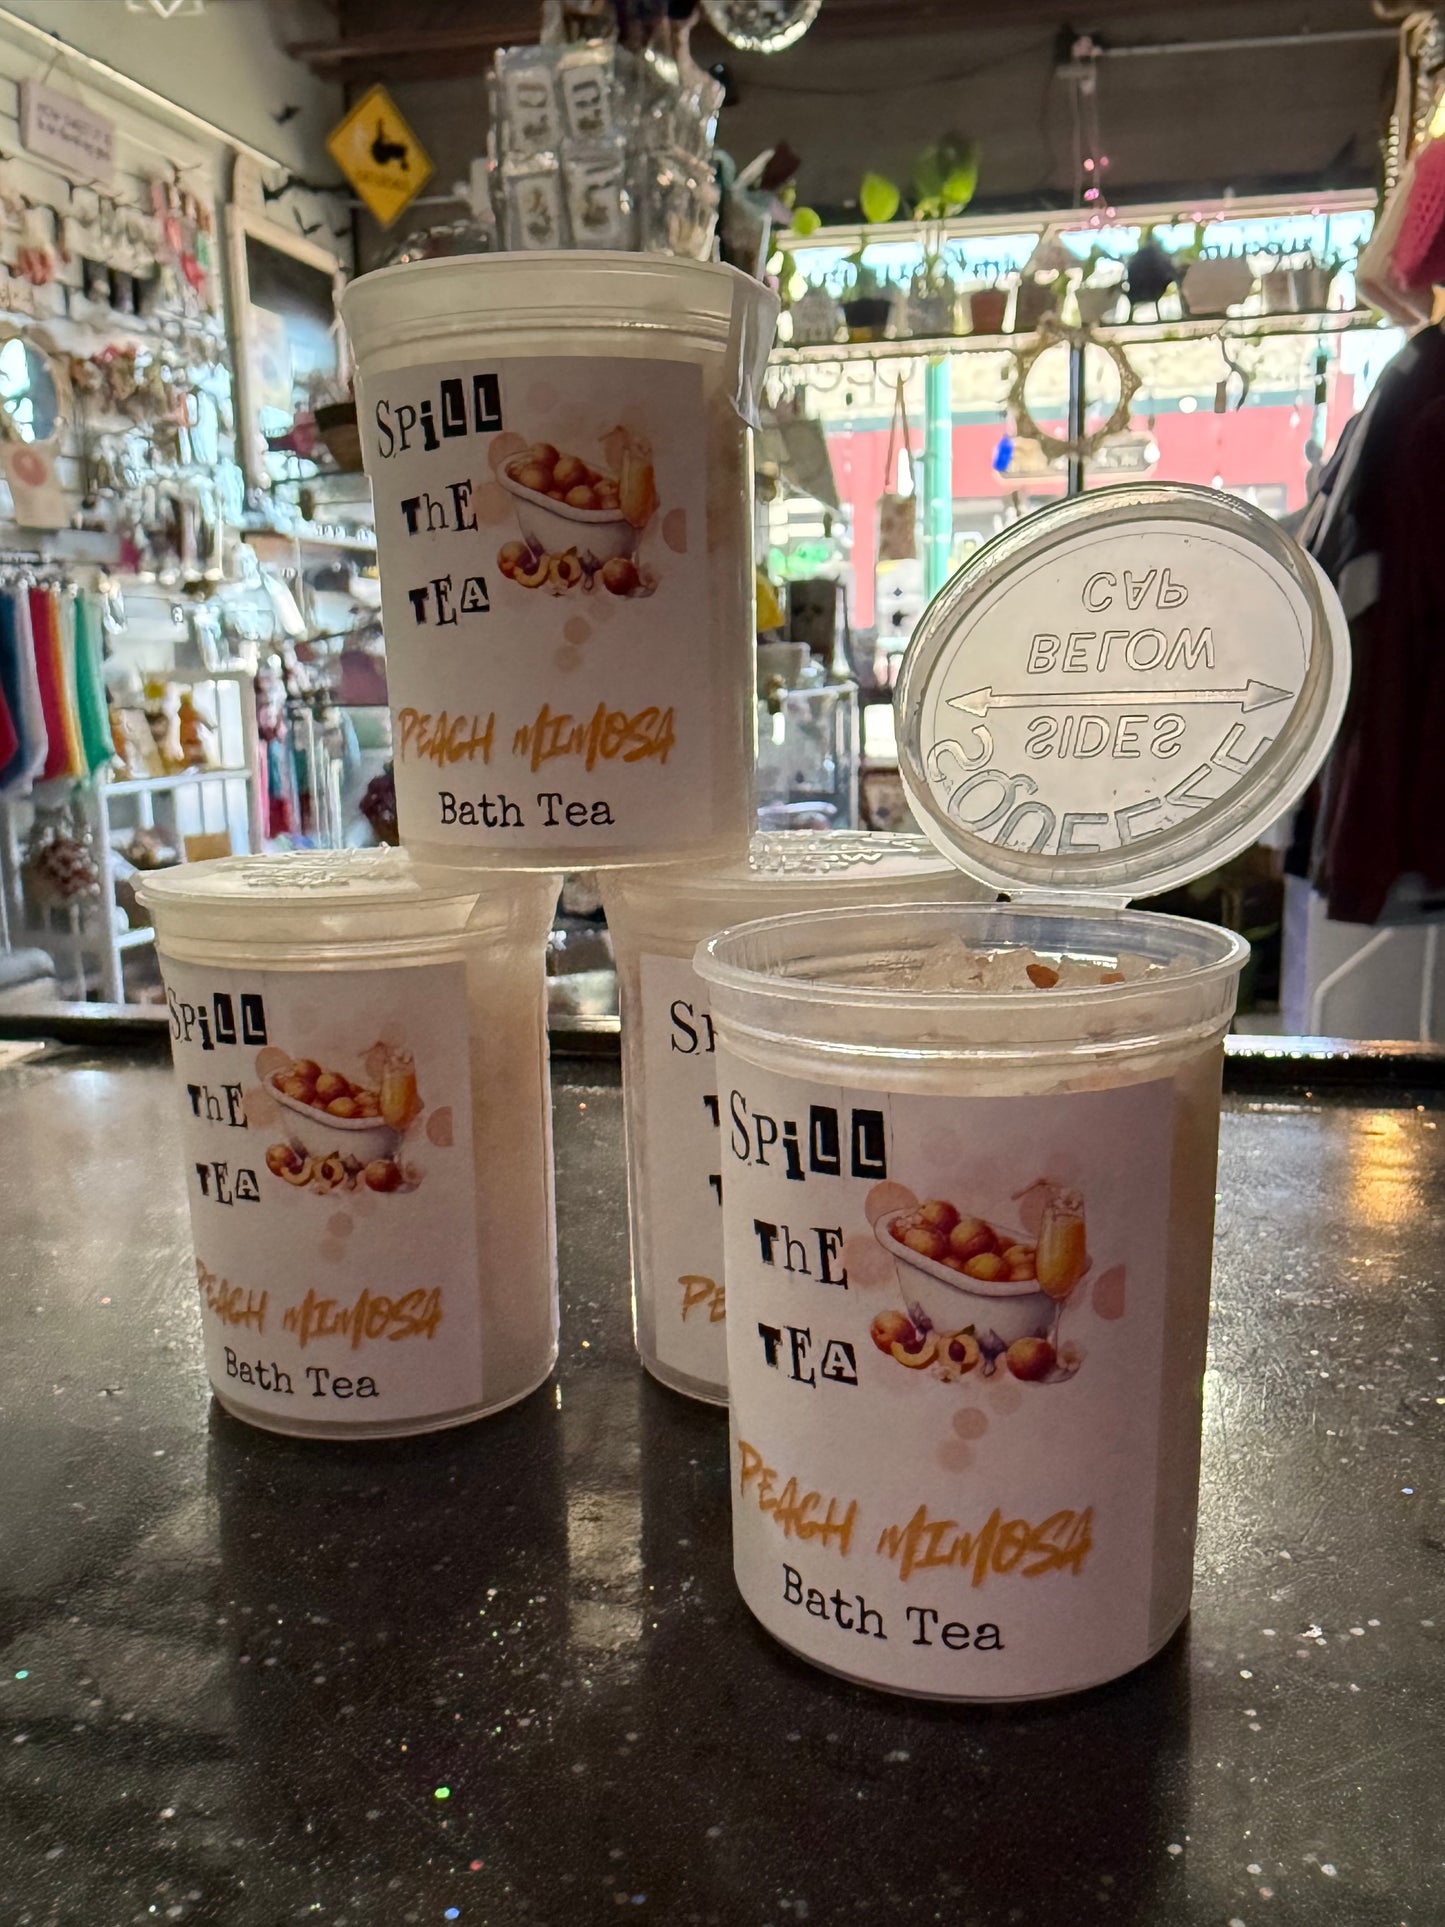 SPiLL
ThE
TEA
PEACH MIMOSA
Bath Tea
SPiLL
ThE
TEA
PEACH MIMOSA
Bath Tea
SQUEEZE
SIDES
BELOW
CAP
SPiLL
ThE
TEA
PEACH MIMOSA
Bath Tea